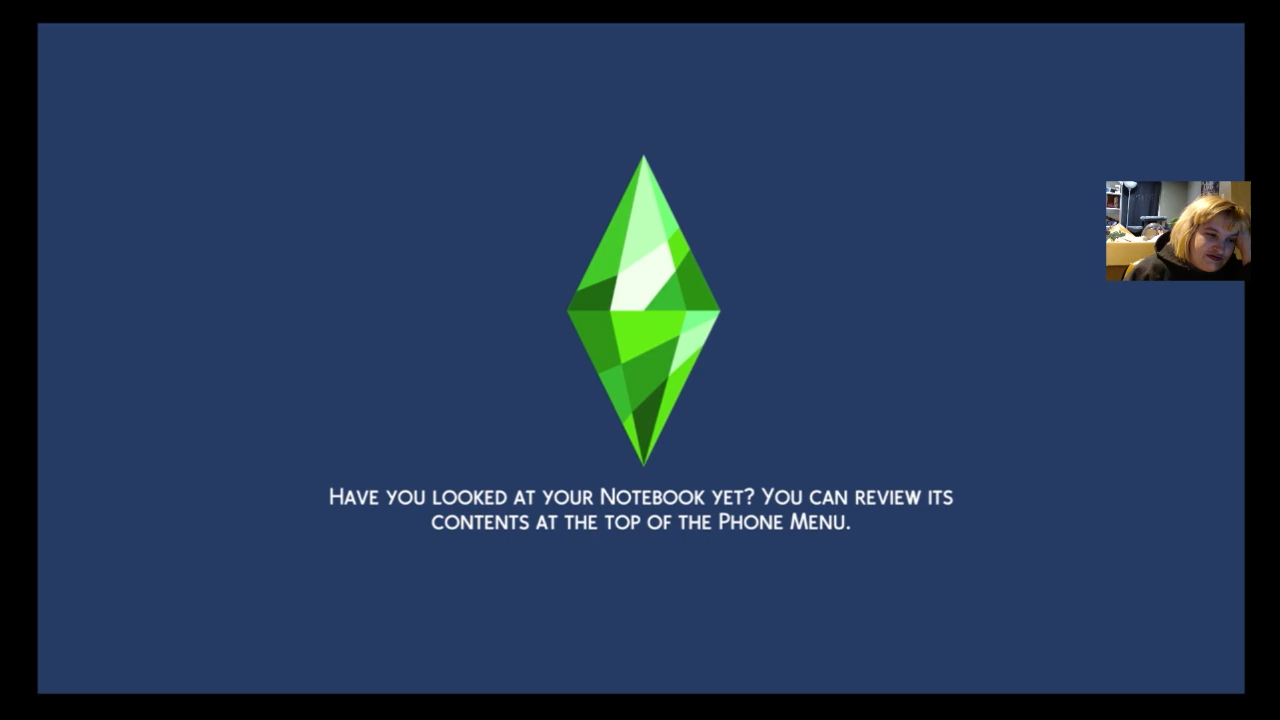 Have you looked at your Notebook yet? You can review its
contents at the top of the Phone Menu.